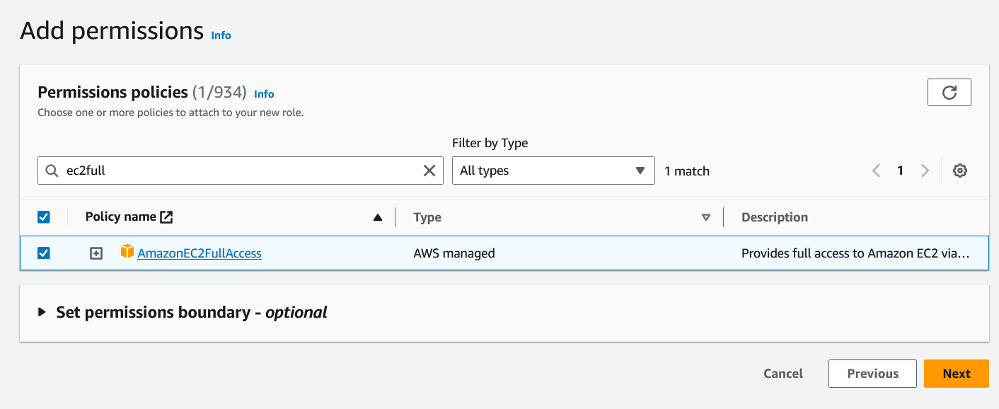 Add permissions Info
Permissions policies (1/934) Info
Choose one or more policies to attach to your new role.
Filter by Type
ec2full
All types
1 match
1
Policy name
Type
Description
AmazonEC2FullAccess
AWS managed
Provides full access to Amazon EC2 via…
Set permissions boundary - optional
Cancel
Previous
Next